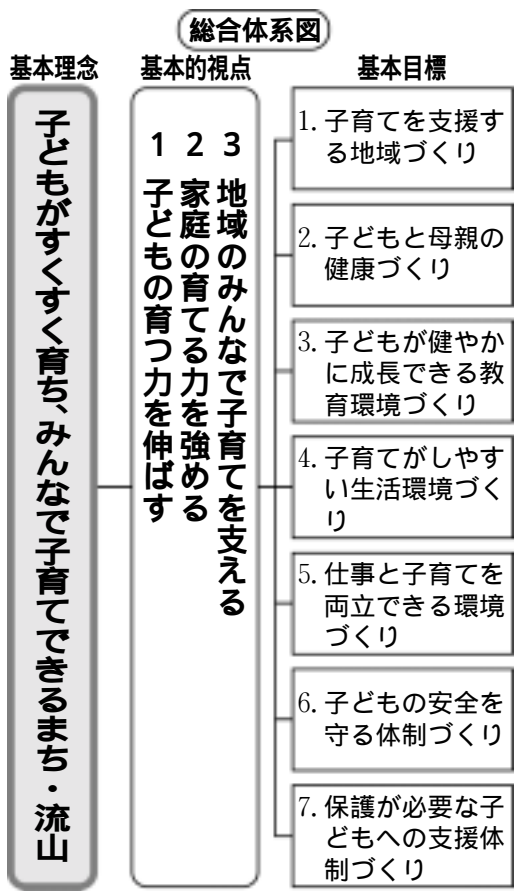 総合体系図
基本理念
基本的視点
基本目標
子どもがすくすく育ち、みんなで子育てできるまち・流山
1 子どもの育つ力を伸ばす
2 家庭の育てる力を強める
3 地域のみんなで子育てを支える
1. 子育てを支援す
る地域づくり
2. 子どもと母親の
健康づくり
3. 子どもが健やか
に成長できる教
育環境づくり
4. 子育てがしやす
い生活環境づく
り
5. 仕事と子育てを
両立できる環境
づくり
6. 子どもの安全を
守る体制づくり
7. 保護が必要な子
どもへの支援体
制づくり